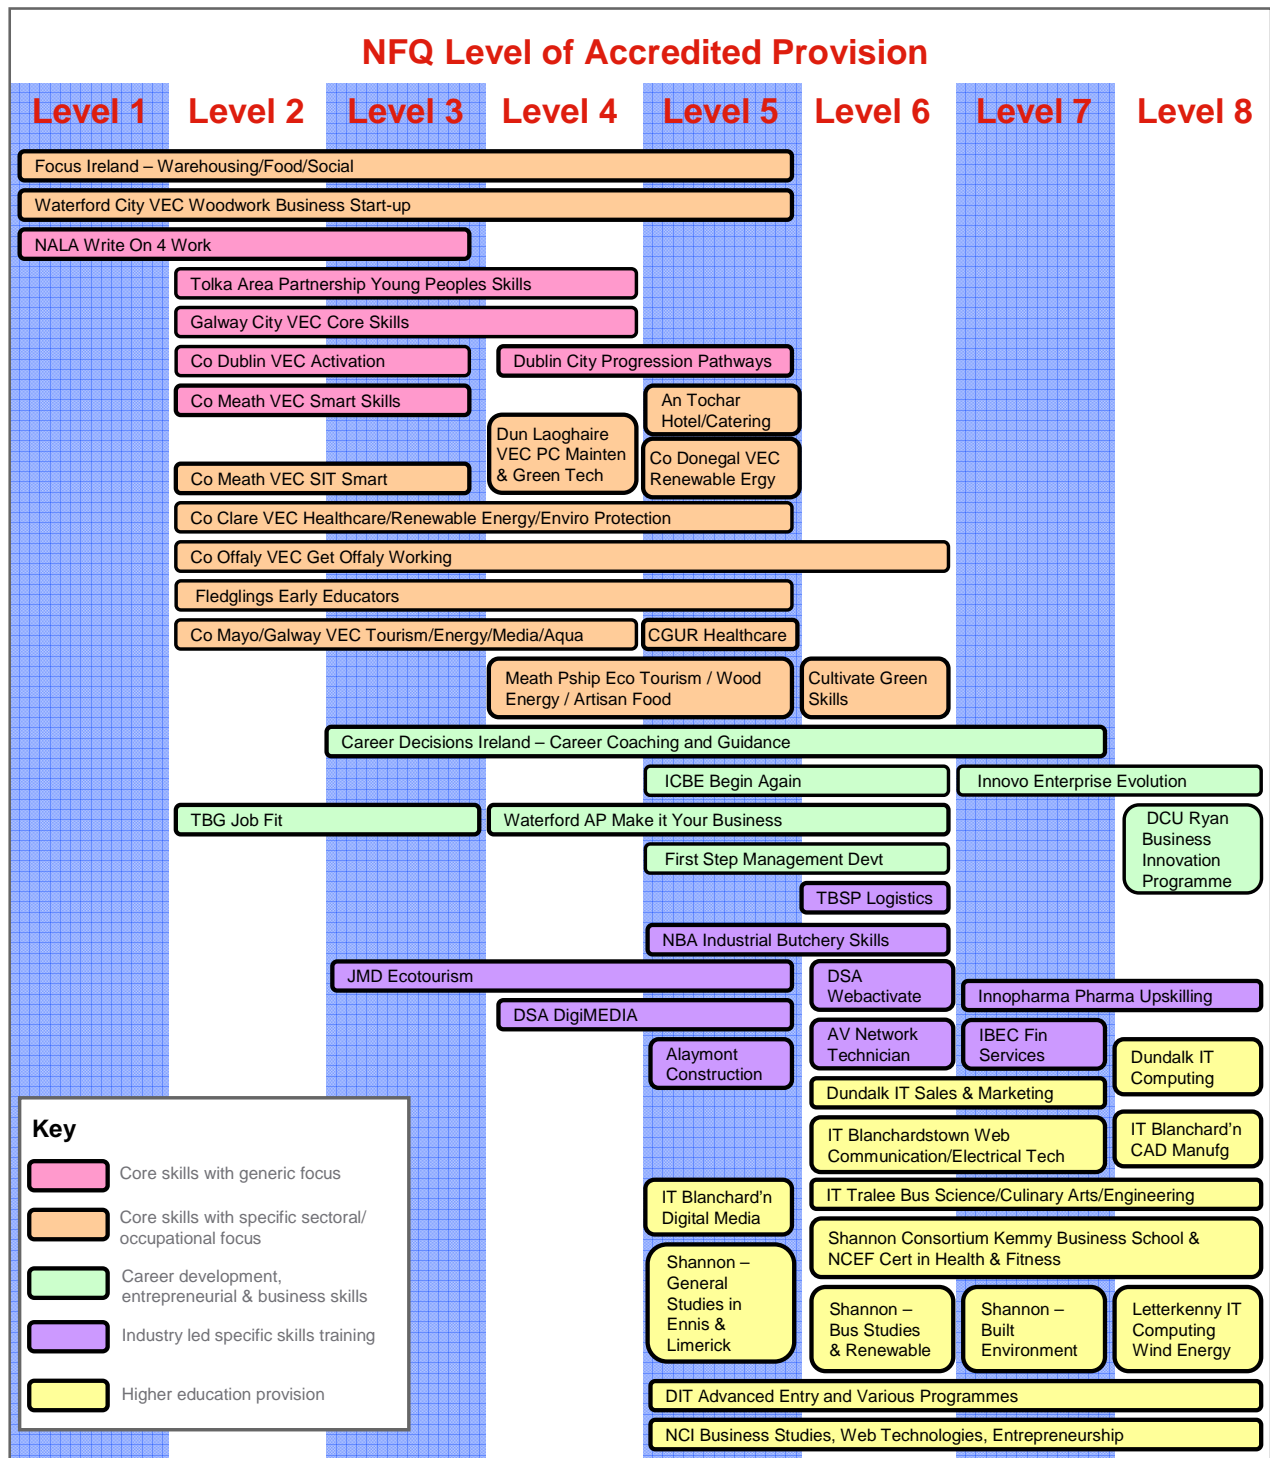 NFQ Level of Accredited Provision
Level 1 Level 2 Level 3 Level 4 Level 5 Level 6 Level 7 Level 8
Focus Ireland – Warehousing/Food/Social
Waterford City VEC Woodwork Business Start-up
NALA Write On 4 Work
Tolka Area Partnership Young Peoples Skills
Galway City VEC Core Skills
Co Dublin VEC Activation
Dublin City Progression Pathways
Co Meath VEC Smart Skills
An Tochar
Hotel/Catering
Dun Laoghaire
VEC PC Mainten
& Green Tech
Co Donegal VEC
Renewable Ergy
Co Meath VEC SIT Smart
Co Clare VEC Healthcare/Renewable Energy/Enviro Protection
Co Offaly VEC Get Offaly Working
Fledglings Early Educators
Co Mayo/Galway VEC Tourism/Energy/Media/Aqua
CGUR Healthcare
Meath Pship Eco Tourism / Wood
Energy / Artisan Food
Cultivate Green
Skills
Career Decisions Ireland – Career Coaching and Guidance
ICBE Begin Again
Innovo Enterprise Evolution
TBG Job Fit
Waterford AP Make it Your Business
DCU Ryan
Business
Innovation
Programme
First Step Management Devt
TBSP Logistics
NBA Industrial Butchery Skills
JMD Ecotourism
DSA
Webactivate
Innopharma Pharma Upskilling
DSA DigiMEDIA
AV Network
Technician
IBEC Fin
Services
Alaymont
Construction
Dundalk IT
Computing
Dundalk IT Sales & Marketing
IT Blanchardstown Web
Communication/Electrical Tech
IT Blanchard'n
CAD Manufg
IT Blanchard'n
Digital Media
IT Tralee Bus Science/Culinary Arts/Engineering
Shannon Consortium Kemmy Business School &
NCEF Cert in Health & Fitness
Shannon –
General
Studies in
Ennis &
Limerick
Shannon –
Bus Studies
& Renewable
Shannon –
Built
Environment
Letterkenny IT
Computing
Wind Energy
DIT Advanced Entry and Various Programmes
NCI Business Studies, Web Technologies, Entrepreneurship
Key
Core skills with generic focus
Core skills with specific sectoral/
occupational focus
Career development,
entrepreneurial & business skills
Industry led specific skills training
Higher education provision